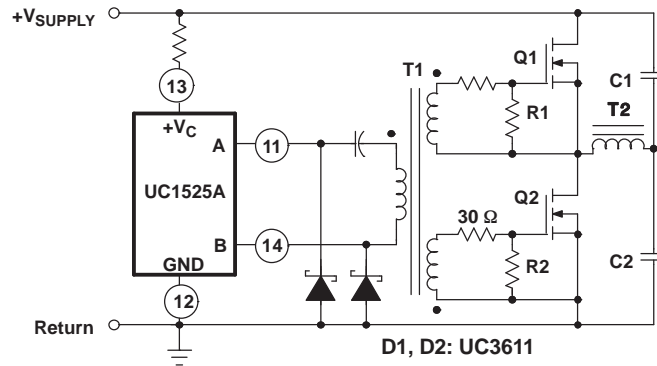 +VSUPPLY
13
+VC
A
11
UC1525A
B
14
GND
12
Return
T1
Q1
R1
C1
T2
Q2
30 Ω
R2
C2
D1, D2: UC3611